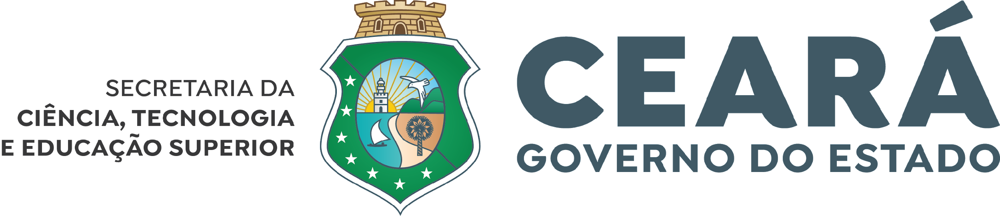 SECRETARIA DA
CIÊNCIA, TECNOLOGIA
E EDUCAÇÃO SUPERIOR
CEARÁ
GOVERNO DO ESTADO